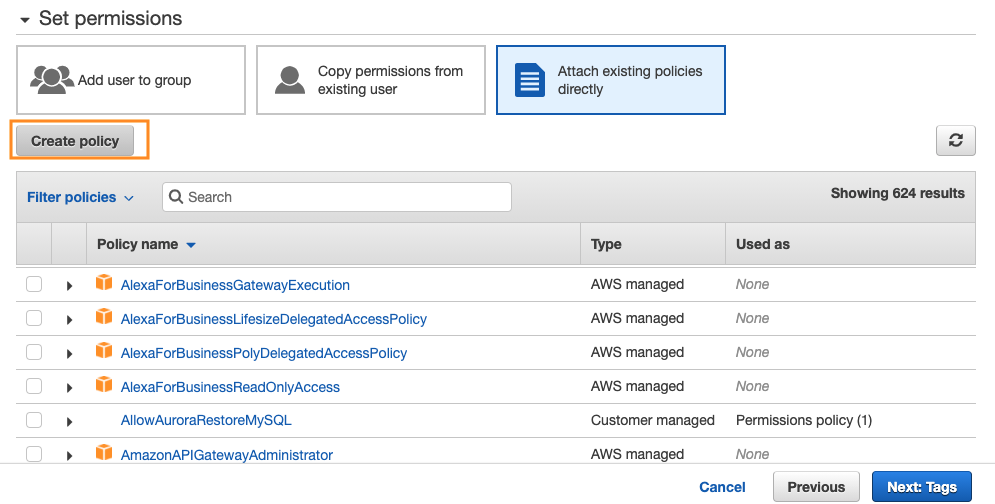 Set permissions
Add user to group
Copy permissions from
existing user
Attach existing policies
directly
Create policy
Filter policies
Search
Showing 624 results
Policy name Type Used as
AlexaForBusinessGatewayExecution AWS managed None
AlexaForBusinessLifesizeDelegatedAccessPolicy AWS managed None
AlexaForBusinessPolyDelegatedAccessPolicy AWS managed None
AlexaForBusinessReadOnlyAccess AWS managed None
AllowAuroraRestoreMySQL Customer managed Permissions policy (1)
AmazonAPIGatewayAdministrator AWS managed None
Cancel Previous Next: Tags